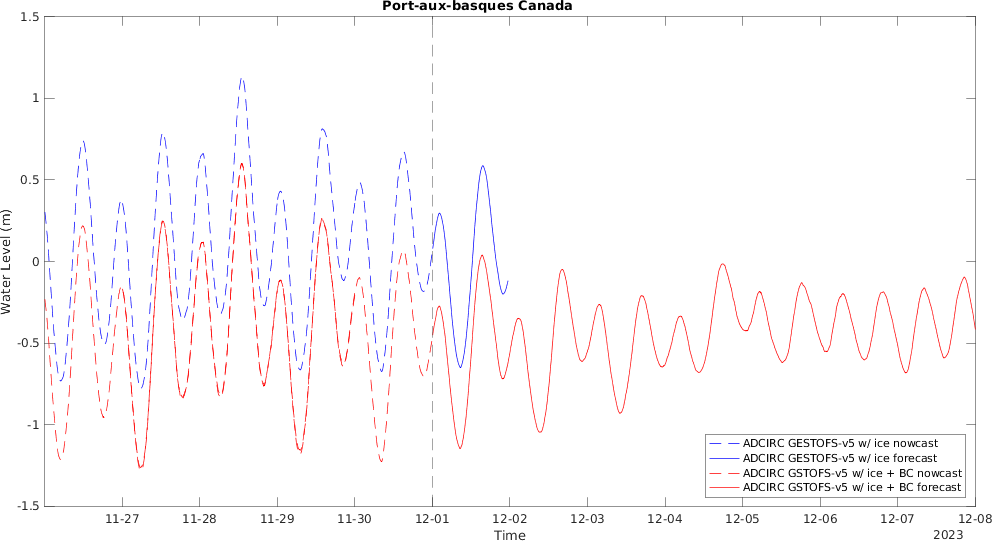 Port-aux-basques Canada
1.5
1
0.5
0
-0.5
-1
-1.5
Water Level (m)
ADCIRC GESTOFS-v5 w/ ice nowcast
ADCIRC GESTOFS-v5 w/ ice forecast
ADCIRC GSTOFS-v5 w/ ice + BC nowcast
ADCIRC GSTOFS-v5 w/ ice + BC forecast
11-27 11-28 11-29 11-30 12-01 12-02 12-03 12-04 12-05 12-06 12-07 12-08
Time
2023